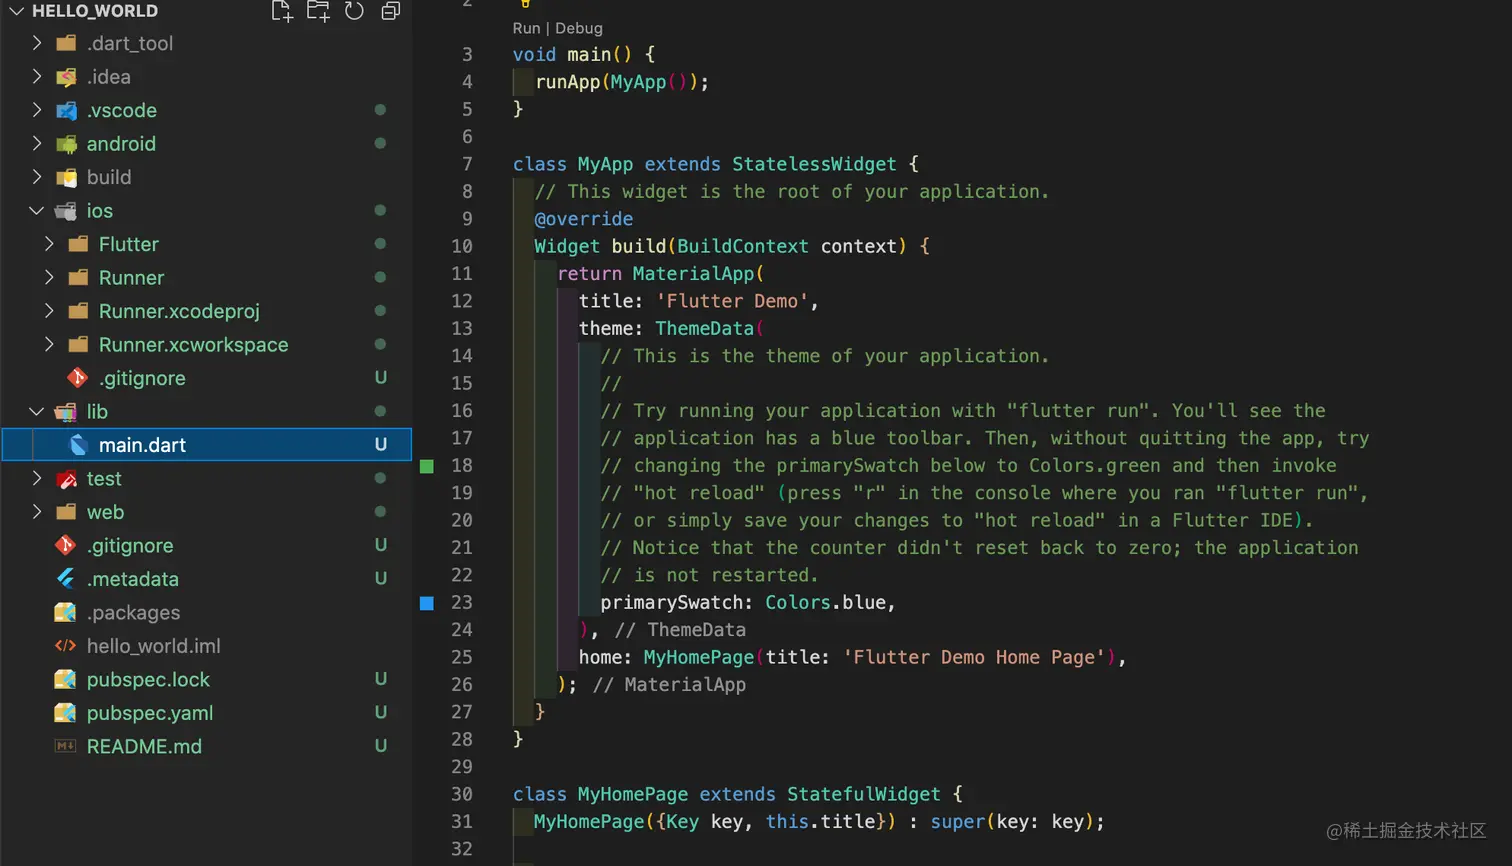 HELLO_WORLD
.dart_tool
.idea
.vscode
android
build
ios
Flutter
Runner
Runner.xcodeproj
Runner.xcworkspace
.gitignore U
lib
main.dart U
test
web
.gitignore U
.metadata U
.packages
hello_world.iml
pubspec.lock U
pubspec.yaml U
README.md U
2
Run | Debug
3 void main() {
4 runApp(MyApp());
5 }
6
7 class MyApp extends StatelessWidget {
8 // This widget is the root of your application.
9 @override
10 Widget build(BuildContext context) {
11 return MaterialApp(
12 title: 'Flutter Demo',
13 theme: ThemeData(
14 // This is the theme of your application.
15 //
16 // Try running your application with "flutter run". You'll see the
17 // application has a blue toolbar. Then, without quitting the app, try
18 // changing the primarySwatch below to Colors.green and then invoke
19 // "hot reload" (press "r" in the console where you ran "flutter run",
20 // or simply save your changes to "hot reload" in a Flutter IDE).
21 // Notice that the counter didn't reset back to zero; the application
22 // is not restarted.
23 primarySwatch: Colors.blue,
24 ), // ThemeData
25 home: MyHomePage(title: 'Flutter Demo Home Page'),
26 ); // MaterialApp
27 }
28 }
29
30 class MyHomePage extends StatefulWidget {
31 MyHomePage({Key key, this.title}) : super(key: key);
32
@稀土掘金技术社区